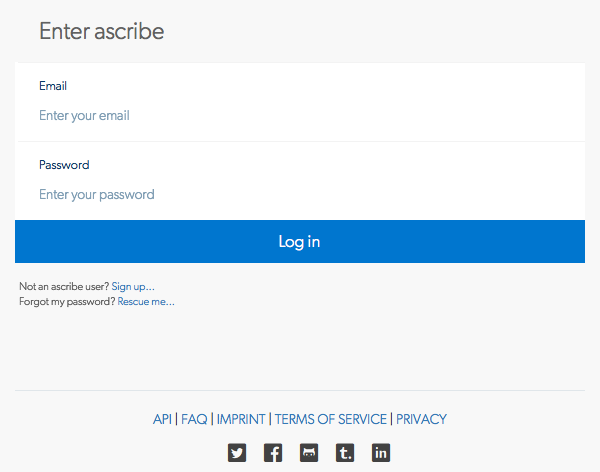 Enter ascribe
Email
Enter your email
Password
Enter your password
Log in
Not an ascribe user? Sign up...
Forgot my password? Rescue me...
API | FAQ | IMPRINT | TERMS OF SERVICE | PRIVACY